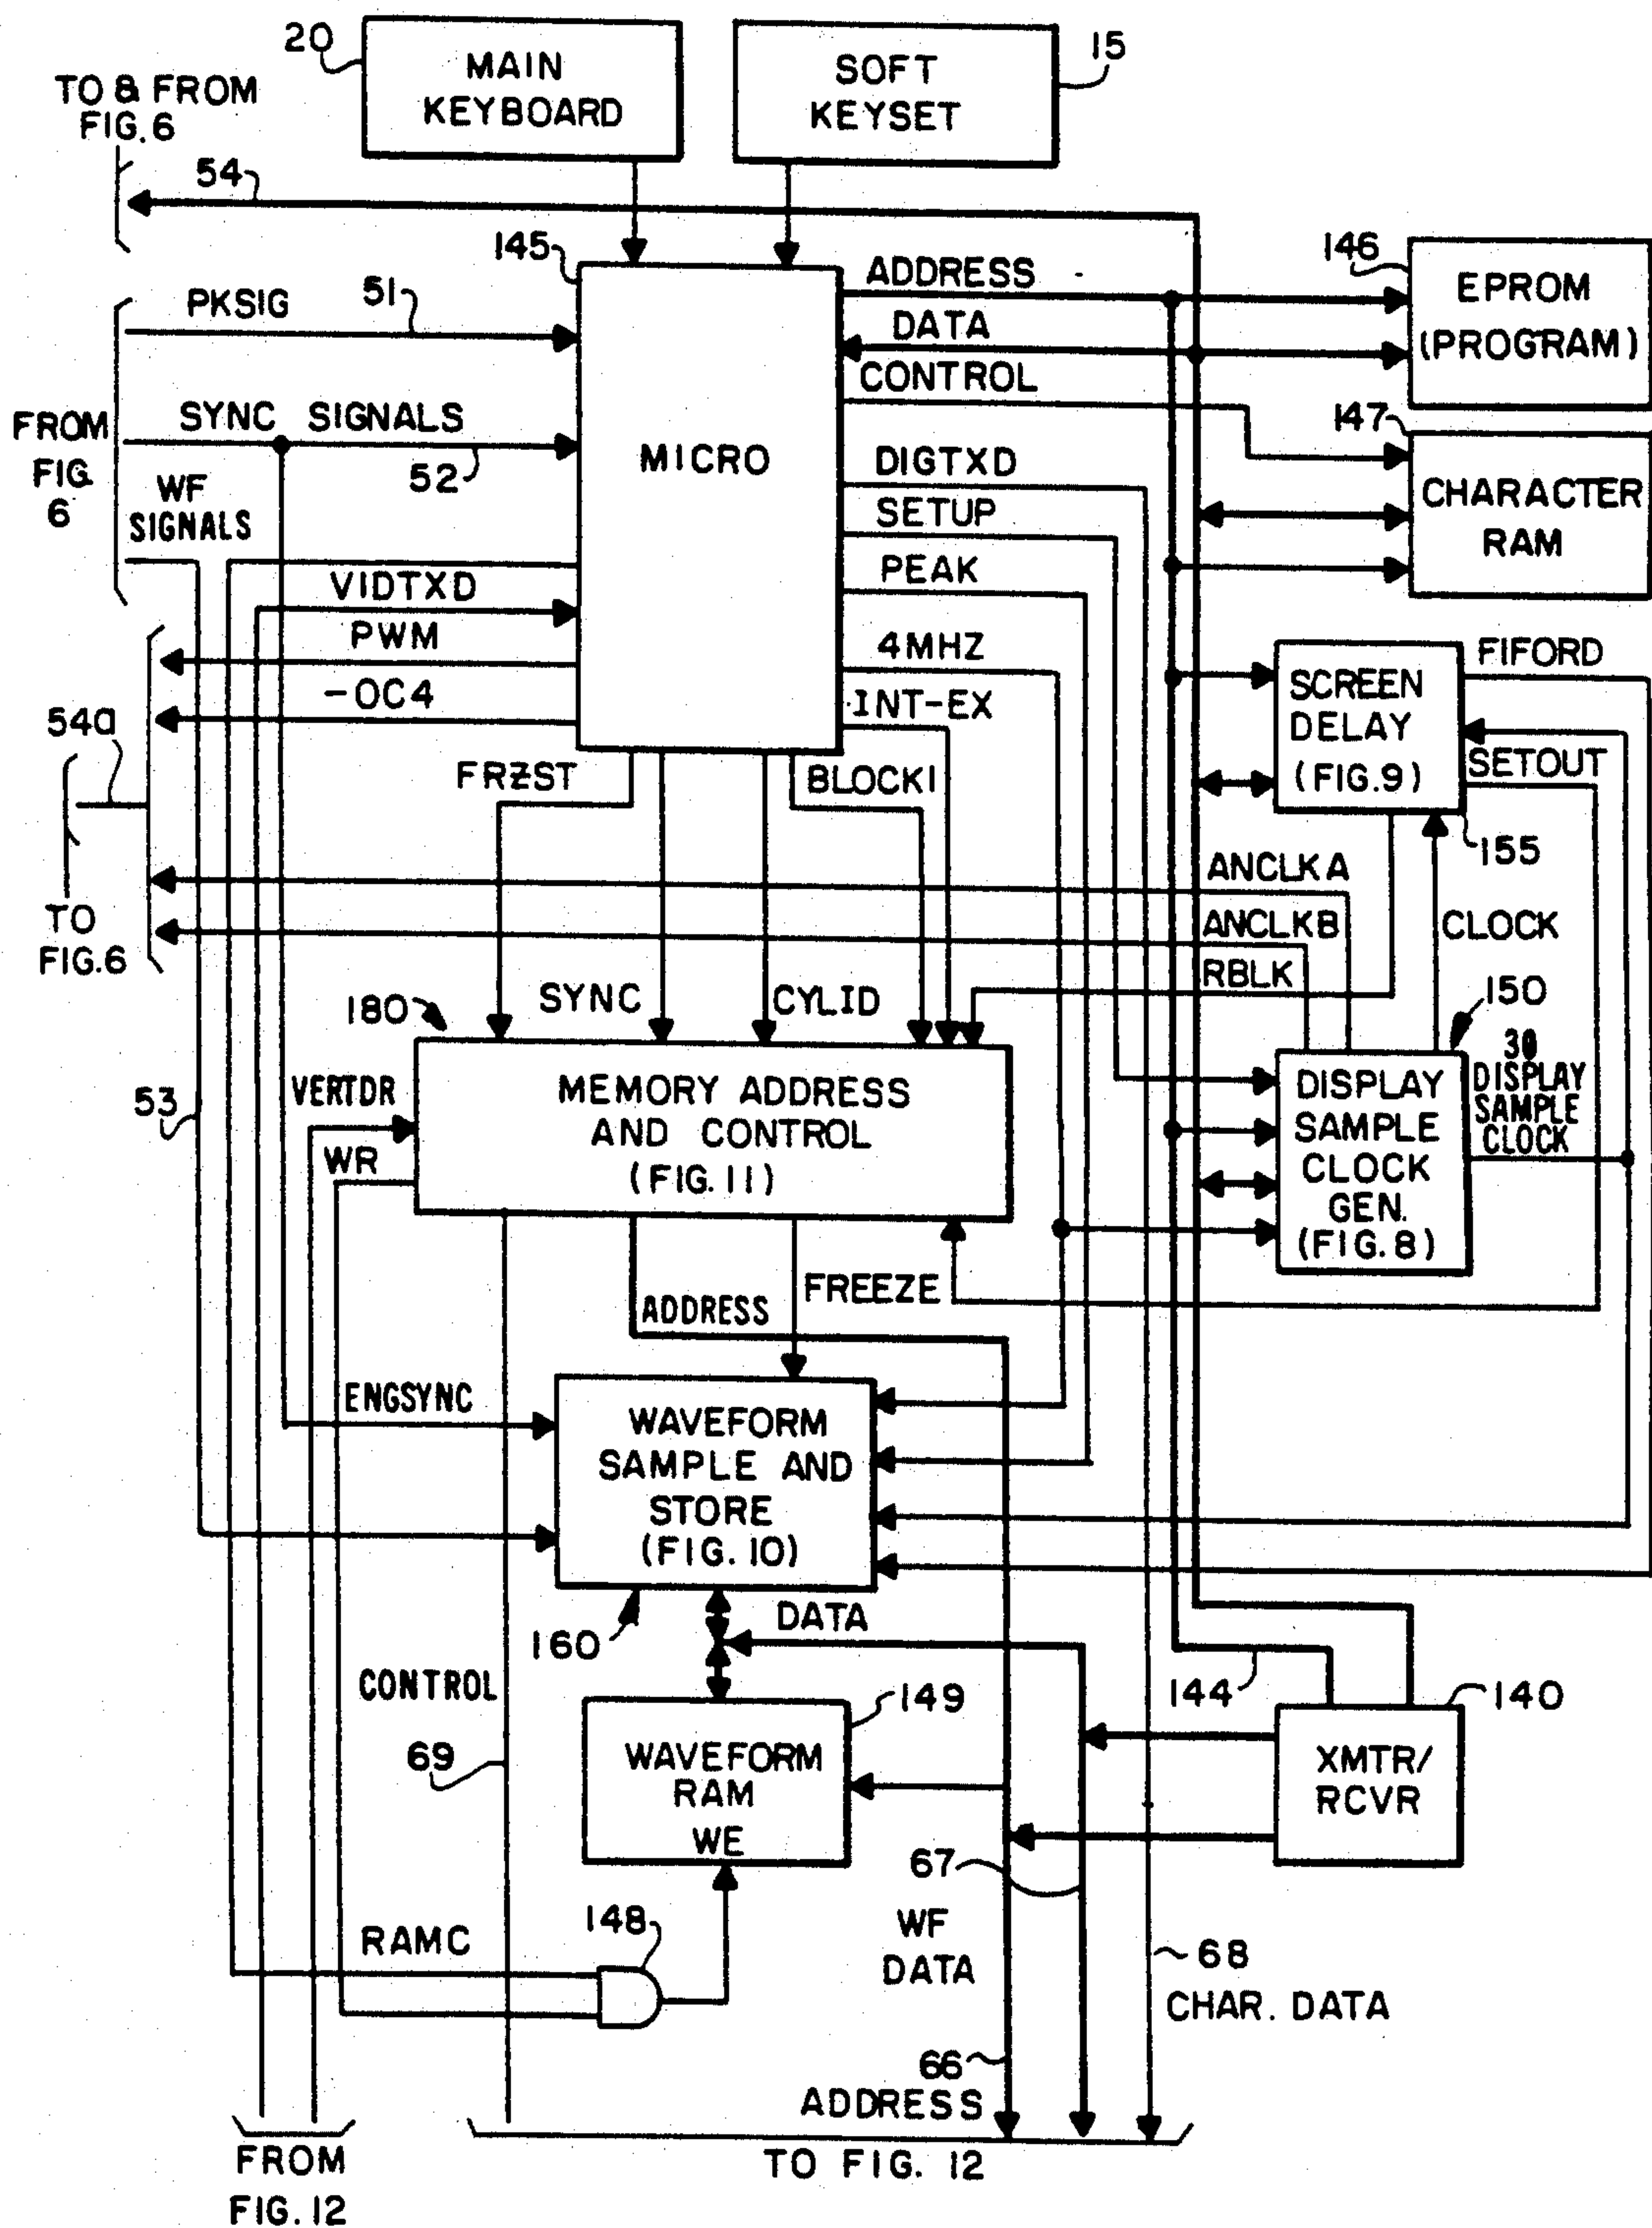 20
MAIN
KEYBOARD
SOFT
KEYSET
15
TO & FROM
FIG. 6
54
145
ADDRESS
146
EPROM
(PROGRAM)
PKSIG
51
DATA
CONTROL
147
CHARACTER
RAM
FROM
FIG.
6
SYNC SIGNALS
52
MICRO
DIGTXD
WF
SIGNALS
SETUP
VIDTXD
PEAK
PWM
4MHZ
SCREEN
DELAY
(FIG.9)
FIFORD
-OC4
INT-EX
54a
SETOUT
FRZST
BLOCK1
155
ANCLKA
TO
FIG.6
ANCLKB
CLOCK
RBLK
180
SYNC
CYLID
150
53
VERTDR
MEMORY ADDRESS
AND CONTROL
(FIG. 11)
DISPLAY
SAMPLE
CLOCK
GEN.
(FIG. 8)
30
DISPLAY
SAMPLE
CLOCK
WR
FREEZE
ADDRESS
ENGSYNC
WAVEFORM
SAMPLE AND
STORE
(FIG. 10)
160
DATA
CONTROL
144
140
XMTR/
RCVR
149
69
WAVEFORM
RAM
WE
67
WF
DATA
148
RAMC
68
CHAR. DATA
66
ADDRESS
FROM
FIG. 12
TO FIG. 12